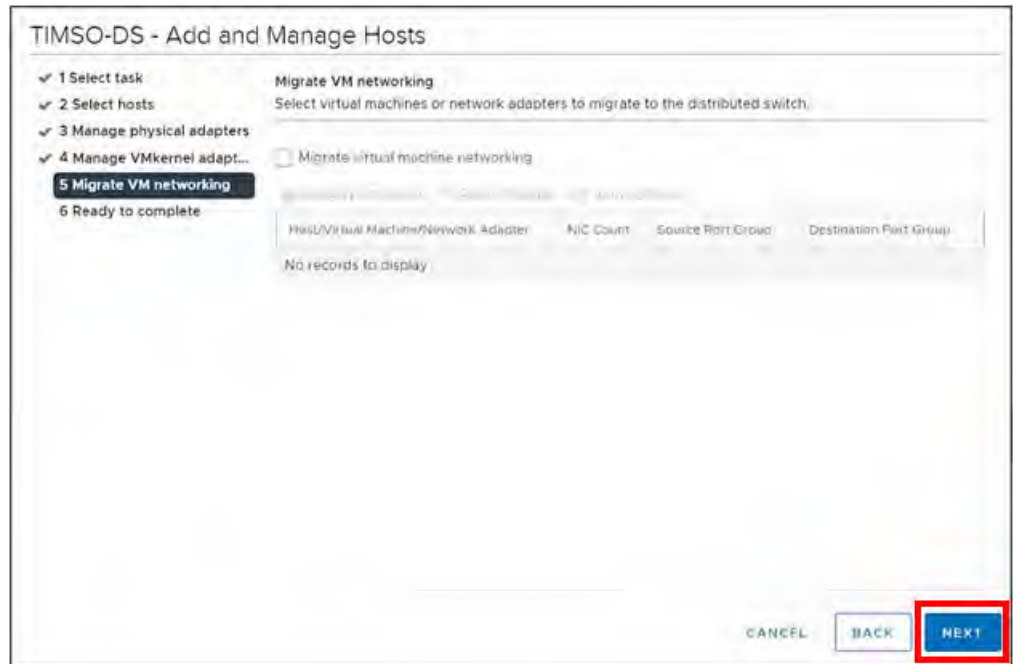 TIMSO-DS - Add and Manage Hosts
✔ 1 Select task
✔ 2 Select hosts
✔ 3 Manage physical adapters
✔ 4 Manage VMkernel adapt...
5 Migrate VM networking
6 Ready to complete
Migrate VM networking
Select virtual machines or network adapters to migrate to the distributed switch.
Migrate virtual machine networking
Host/Virtual Machine/Network Adapter NIC Count Source Port Group Destination Port Group
No records to display
CANCEL BACK NEXT